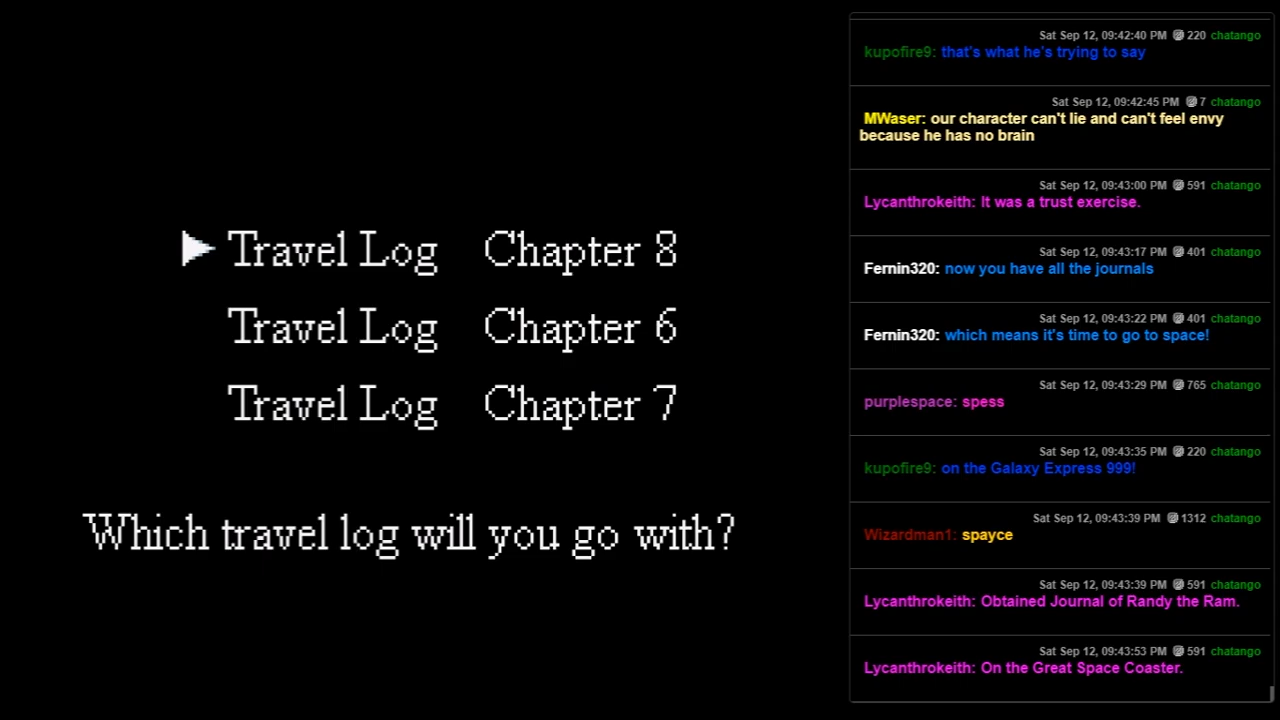 Travel Log Chapter 8
Travel Log Chapter 6
Travel Log Chapter 7
Which travel log will you go with?
Sat Sep 12, 09:42:40 PM 220 chatango
kupofire9: that's what he's trying to say
Sat Sep 12, 09:42:45 PM 7 chatango
MWaser: our character can't lie and can't feel envy
because he has no brain
Sat Sep 12, 09:43:00 PM 591 chatango
Lycanthrokeith: It was a trust exercise.
Sat Sep 12, 09:43:17 PM 401 chatango
Fernin320: now you have all the journals
Sat Sep 12, 09:43:22 PM 401 chatango
Fernin320: which means it's time to go to space!
Sat Sep 12, 09:43:29 PM 765 chatango
purplespace: spess
Sat Sep 12, 09:43:35 PM 220 chatango
kupofire9: on the Galaxy Express 999!
Sat Sep 12, 09:43:39 PM 1312 chatango
Wizardman1: spayce
Sat Sep 12, 09:43:39 PM 591 chatango
Lycanthrokeith: Obtained Journal of Randy the Ram.
Sat Sep 12, 09:43:53 PM 591 chatango
Lycanthrokeith: On the Great Space Coaster.